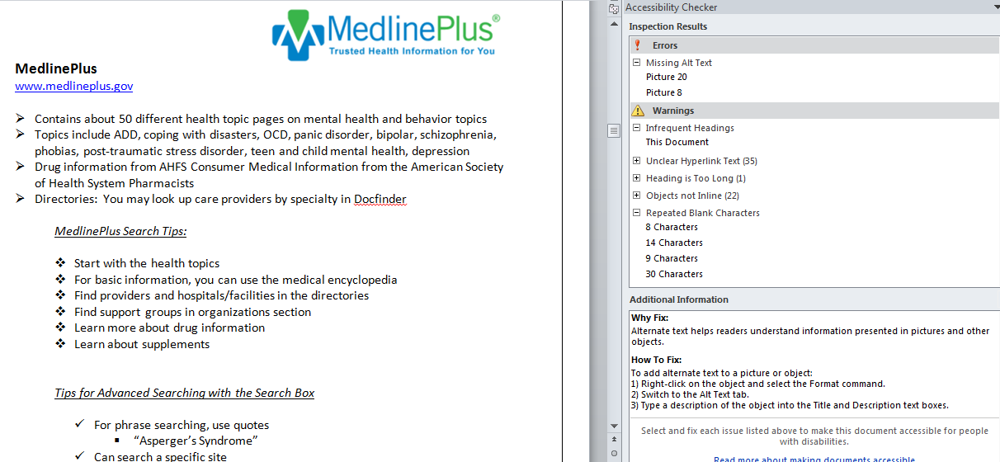 MedlinePlus®
Trusted Health Information for You
MedlinePlus
www.medlineplus.gov
Contains about 50 different health topic pages on mental health and behavior topics
Topics include ADD, coping with disasters, OCD, panic disorder, bipolar, schizophrenia,
phobias, post-traumatic stress disorder, teen and child mental health, depression
Drug information from AHFS Consumer Medical Information from the American Society
of Health System Pharmacists
Directories: You may look up care providers by specialty in Docfinder
MedlinePlus Search Tips:
Start with the health topics
For basic information, you can use the medical encyclopedia
Find providers and hospitals/facilities in the directories
Find support groups in organizations section
Learn more about drug information
Learn about supplements
Tips for Advanced Searching with the Search Box
For phrase searching, use quotes
“Asperger’s Syndrome”
Can search a specific site
Accessibility Checker
Inspection Results
Errors
Missing Alt Text
Picture 20
Picture 8
Warnings
Infrequent Headings
This Document
Unclear Hyperlink Text (35)
Heading is Too Long (1)
Objects not Inline (22)
Repeated Blank Characters
8 Characters
14 Characters
9 Characters
30 Characters
Additional Information
Why Fix:
Alternate text helps readers understand information presented in pictures and other
objects.
How To Fix:
To add alternate text to a picture or object:
1) Right-click on the object and select the Format command.
2) Switch to the Alt Text tab.
3) Type a description of the object into the Title and Description text boxes.
Select and fix each issue listed above to make this document accessible for people
with disabilities.
Read more about making documents accessible